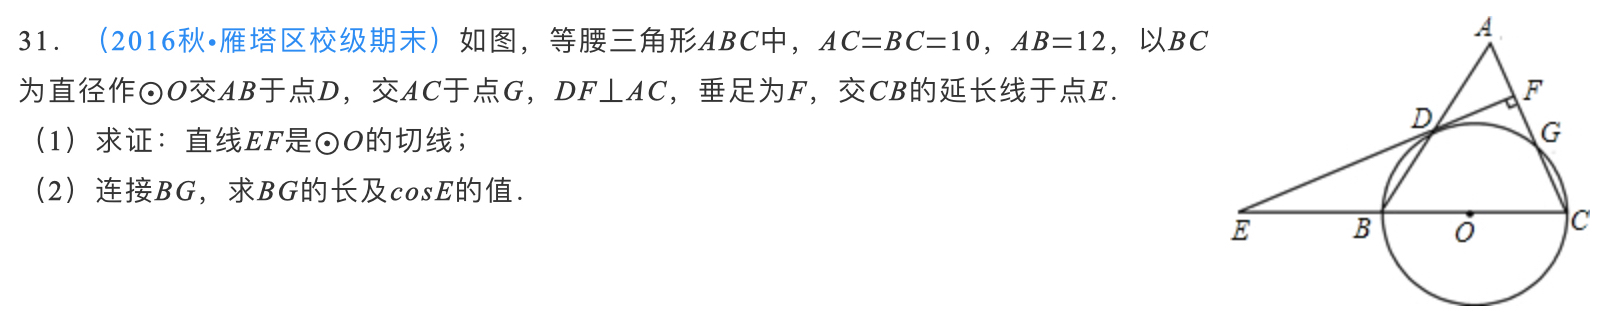 31. （2016秋•雁塔区校级期末）如图，等腰三角形ABC中，AC=BC=10，AB=12，以BC
为直径作⊙O交AB于点D，交AC于点G，DF⊥AC，垂足为F，交CB的延长线于点E.
（1）求证：直线EF是⊙O的切线；
（2）连接BG，求BG的长及cosE的值.
A
F
D
G
E
B
O
C